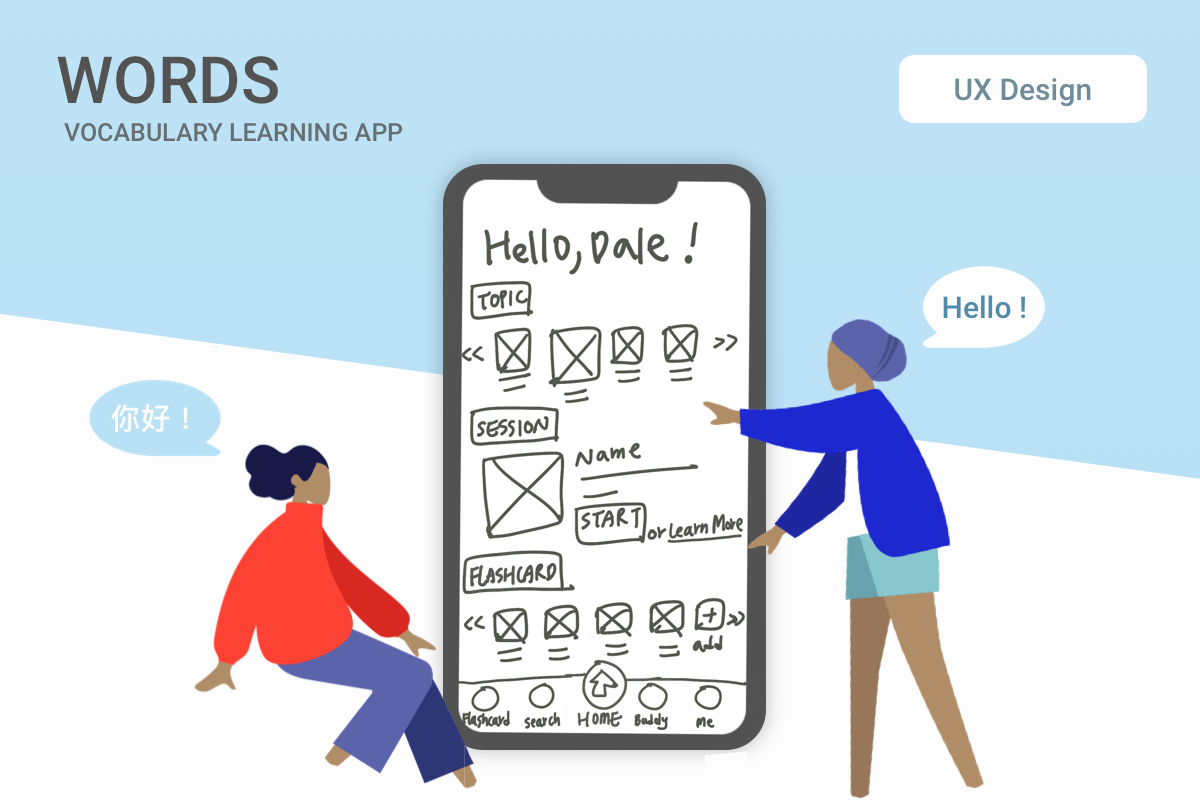 WORDS
VOCABULARY LEARNING APP
UX Design
Hello, Dale !
TOPIC
<<
>>
SESSION
Name
START or Learn More
FLASHCARD
<<
+
>>
add
Flashcard search HOME Buddy me
Hello !
你好！